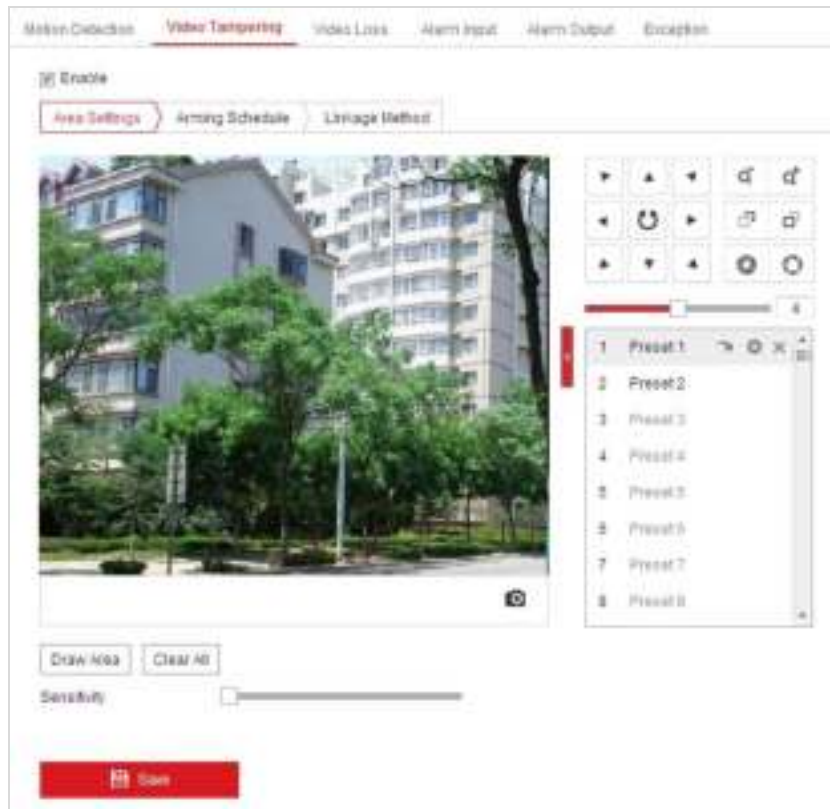 Motion Detection Video Tampering Video Loss Alarm Input Alarm Output Exception
Enable
Area Settings Arming Schedule Linkage Method
4
1 Preset 1
2 Preset 2
3 Preset 3
4 Preset 4
5 Preset 5
6 Preset 6
7 Preset 7
8 Preset 8
Draw Area Clear All
Sensitivity
Save